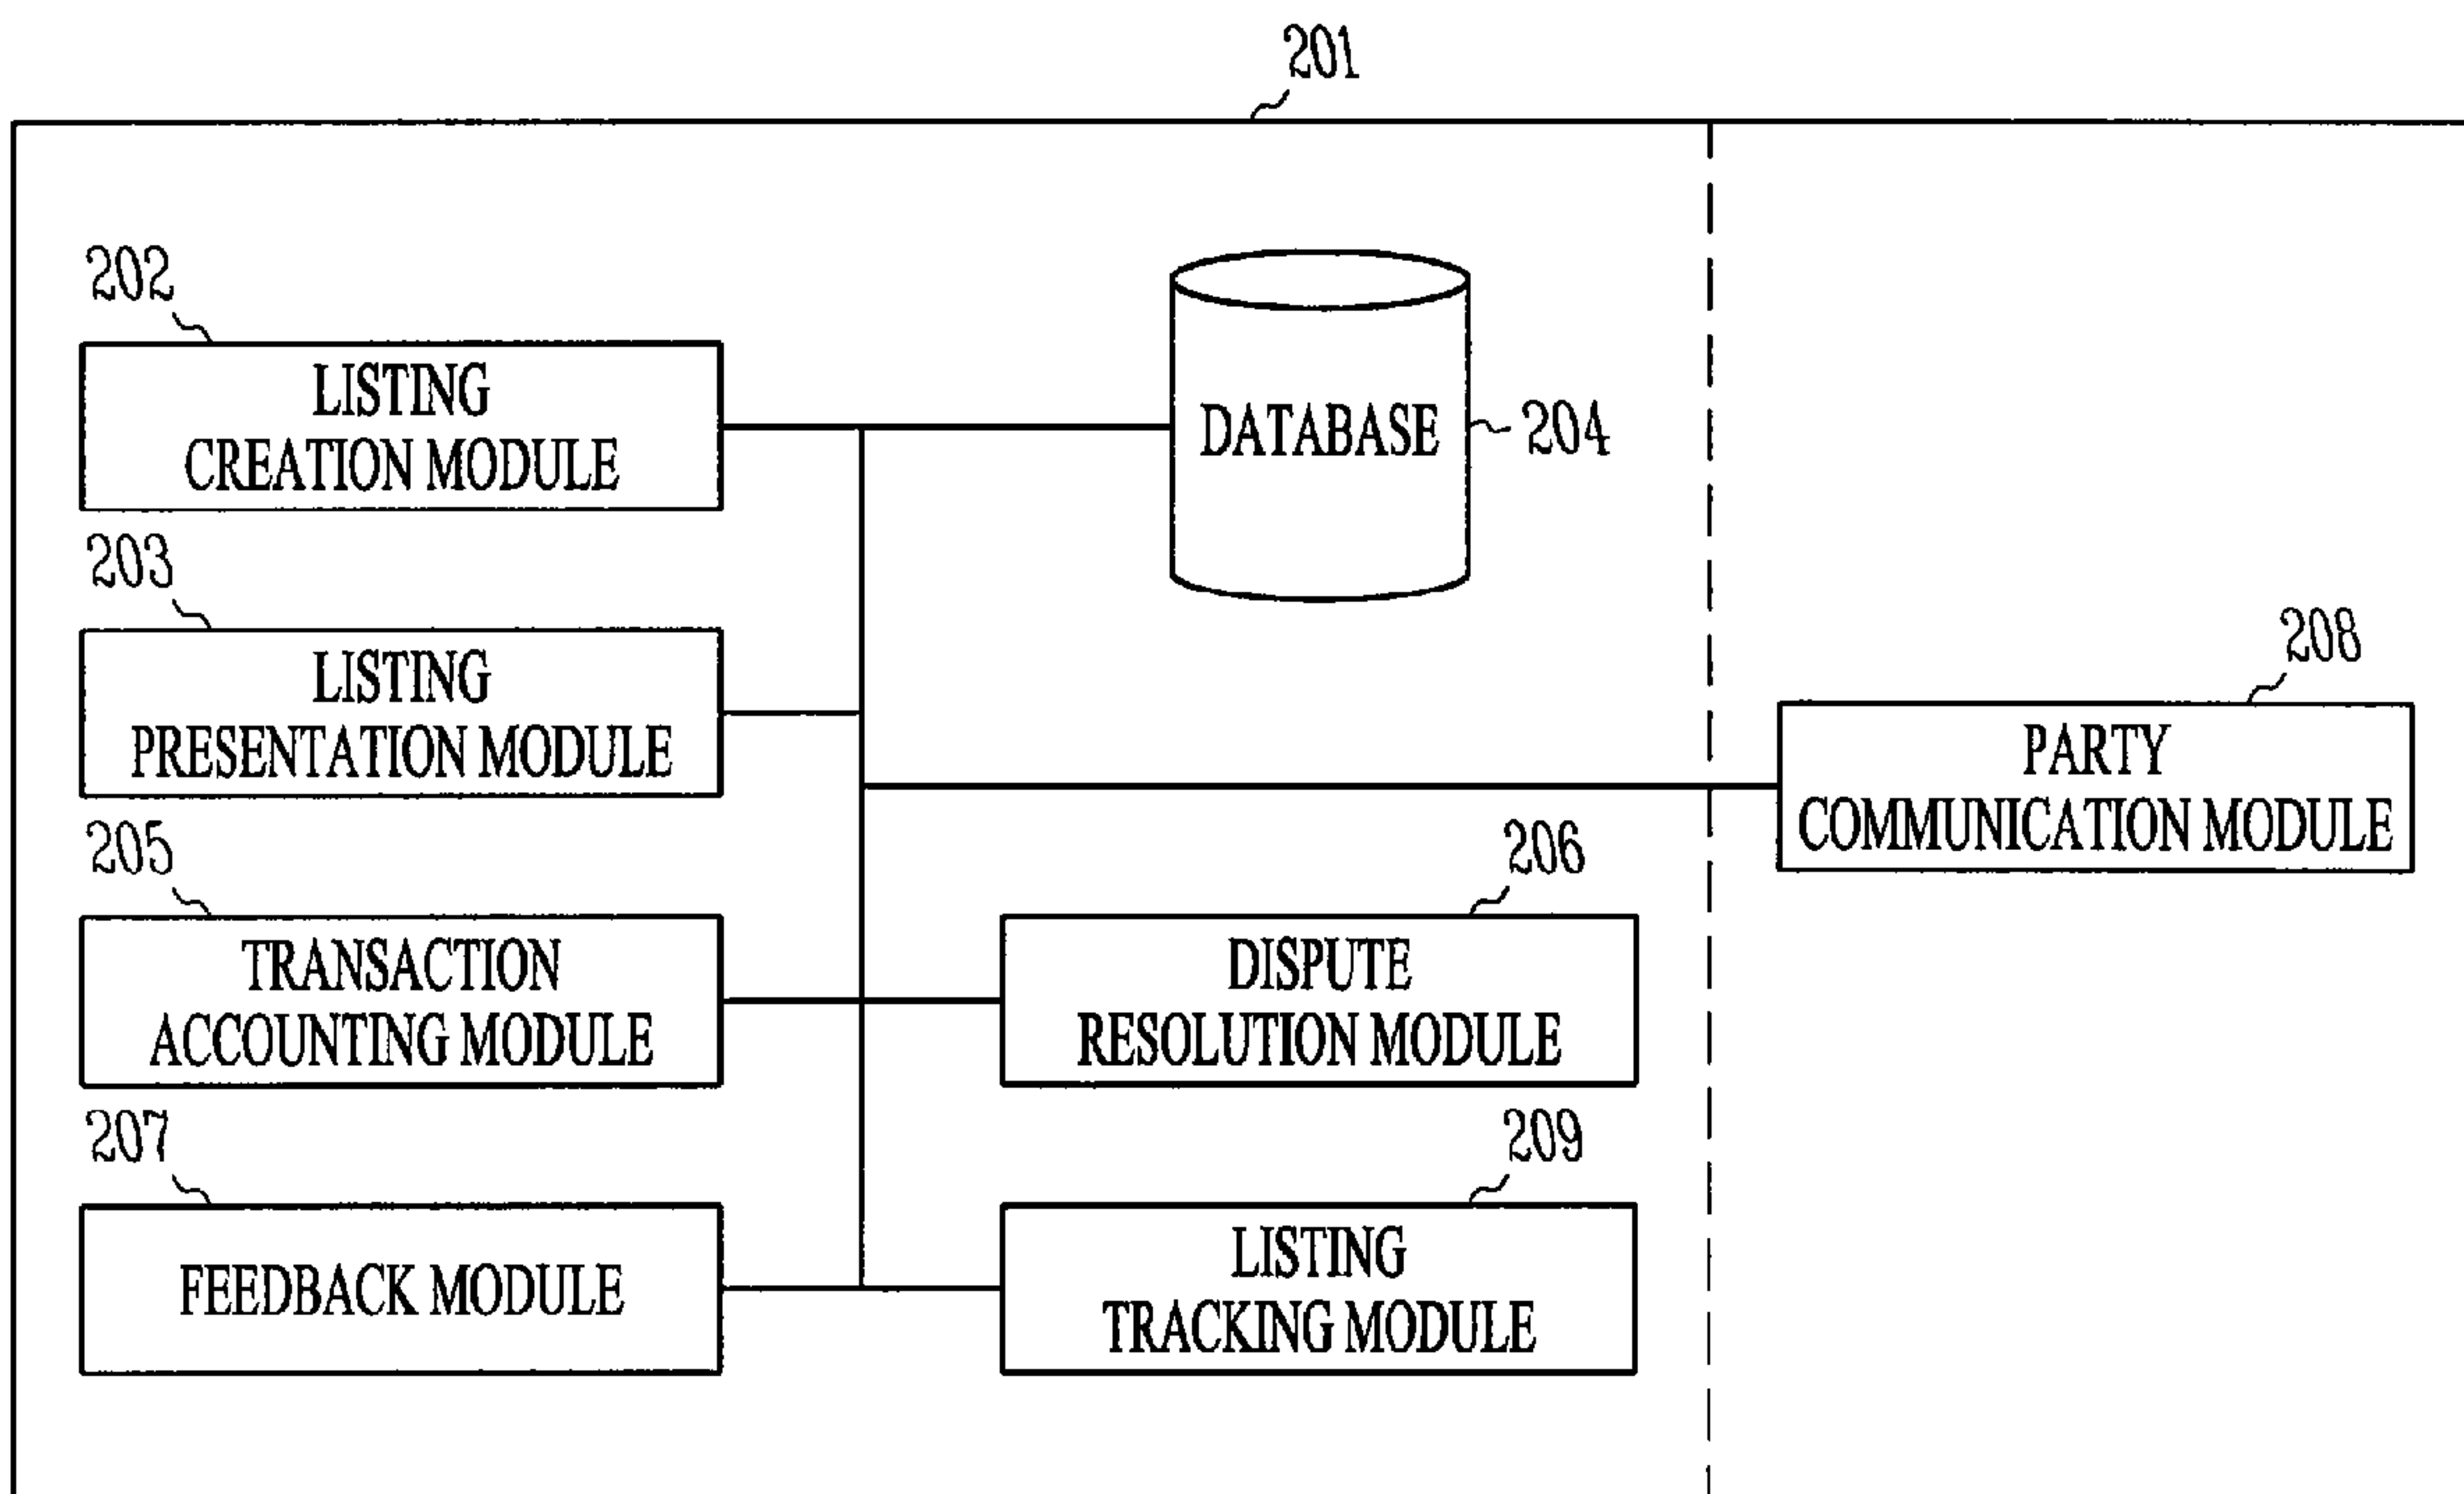 201
202
LISTING
CREATION MODULE
DATABASE
204
203
LISTING
PRESENTATION MODULE
208
PARTY
COMMUNICATION MODULE
205
TRANSACTION
ACCOUNTING MODULE
206
DISPUTE
RESOLUTION MODULE
207
FEEDBACK MODULE
209
LISTING
TRACKING MODULE